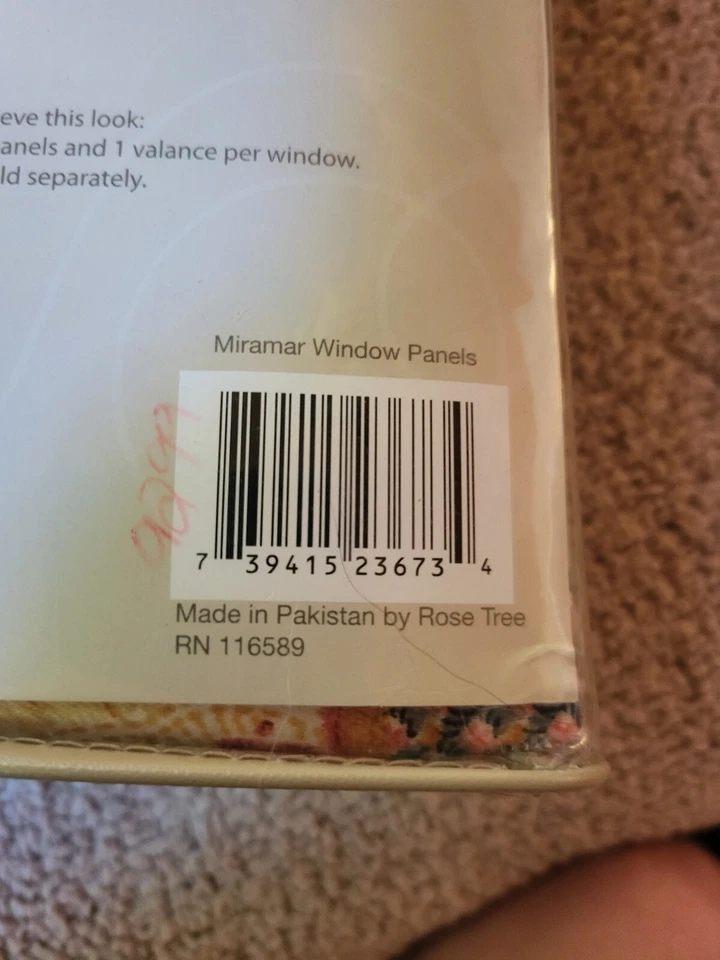 eve this look:
anels and 1 valance per window.
ld separately.
Miramar Window Panels
7 39415 23673 4
Made in Pakistan by Rose Tree
RN 116589